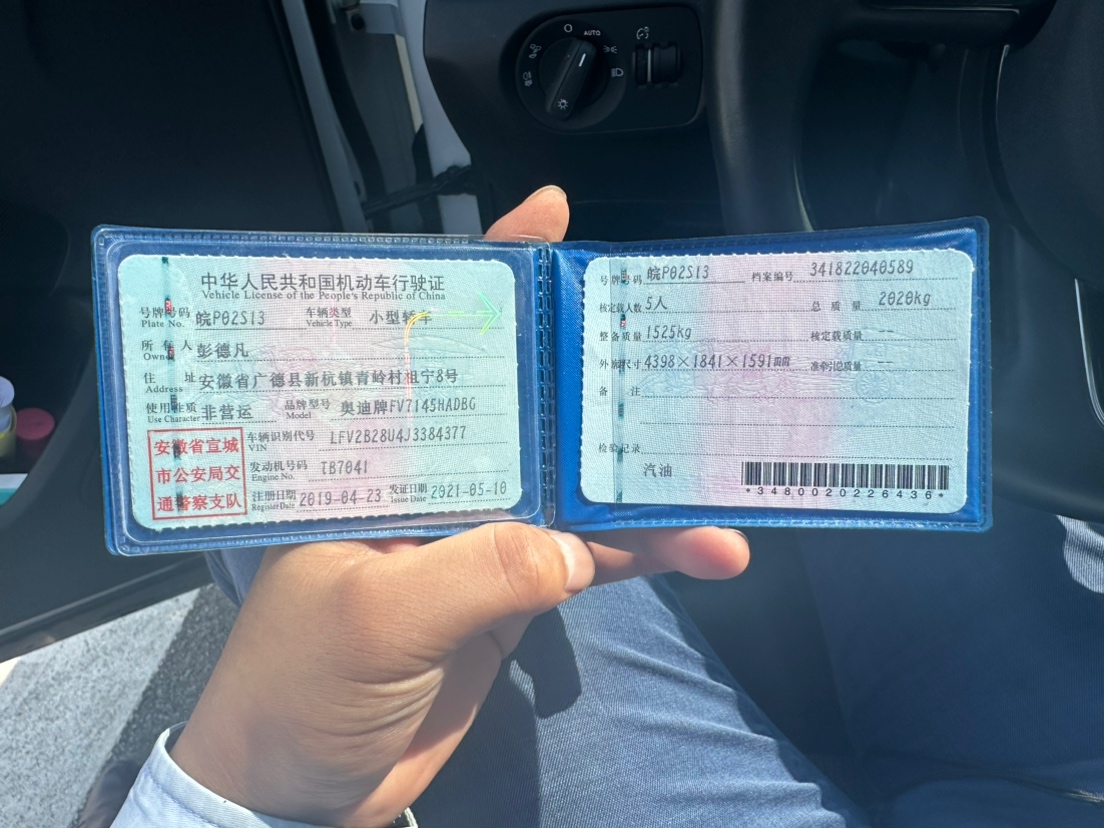 AUTO
中华人民共和国机动车行驶证
Vehicle License of the People's Republic of China
号牌号码 Plate No. 皖P02S13 车辆类型 Vehicle Type 小型轿车
所有人 Owner 彭德凡
住址 Address 安徽省广德县新杭镇青岭村祖宁8号
使用性质 Use Character 非营运 品牌型号 Model 奥迪牌FV7145HADBG
安徽省宣城
市公安局交
通警察支队
车辆识别代号 VIN LFV2B28U4J3384377
发动机号码 Engine No. TB7041
注册日期 Register Date 2019-04-23 发证日期 Issue Date 2021-05-10
号牌号码 皖P02S13 档案编号 341822040589
核定载人数 5人 总质量 2020kg
整备质量 1525kg 核定载质量 --
外廓尺寸 4398×1841×1591mm 准牵引总质量 --
备注
检验记录
汽油
*3480020226436*